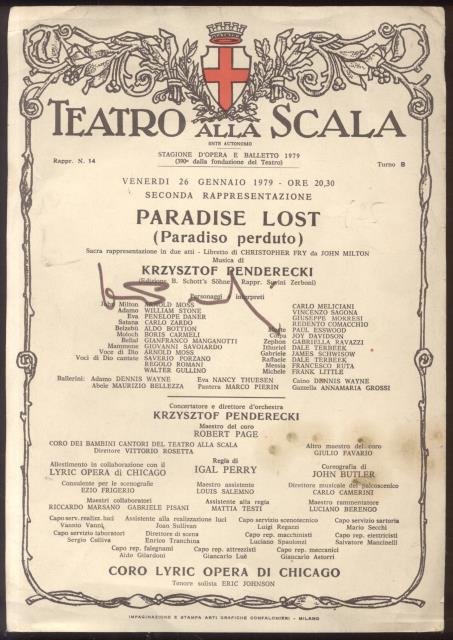 TEATRO ALLA SCALA
ENTE AUTONOMO
STAGIONE D'OPERA E BALLETTO 1979
Rappr. N. 14 (200° dalla fondazione del Teatro) Turno B
VENERDI 26 GENNAIO 1979 - ORE 20,30
SECONDA RAPPRESENTAZIONE
PARADISE LOST
(Paradiso perduto)
Sacra rappresentazione in due atti - Libretto di CHRISTOPHER FRY da JOHN MILTON
Musica di
KRZYSZTOF PENDERECKI
(Edizione B. Schott's Söhne Rappr. Suvini Zerboni)
Personaggi interpreti
John Milton ARNOLD MOSS
Adamo WILLIAM STONE
Eva PENELOPE DANER
Satana CARLO ZARDO
Belzebù ALDO BOTTION
Moloch BORIS CARMELI
Belial GIANFRANCO MANGANOTTI
Mammone GIOVANNI SAVOIARDO
Voce di Dio ARNOLD MOSS
Voci di Dio cantate SAVERIO PORZANO
REGOLO ROMANI
WALTER GULLINO
CARLO MELICIANI
VINCENZO SAGONA
GIUSEPPE MORRESI
REDENTO COMACCHIO
PAUL ESSWOOD
JOY DAVIDSON
Zephon GABRIELLA RAVAZZI
Ithuriel DALE TERBEEK
Gabriele JAMES SCHWISOW
Raffaele DALE TERBEEK
Messia FRANCESCO RUTA
Michele FRANK LITTLE
Ballerini: Adamo DENNIS WAYNE Eva NANCY THUESEN Caino DENNIS WAYNE
Abele MAURIZIO BELLEZZA Pantera MARCO PIERIN Gazzella ANNAMARIA GROSSI
Concertatore e direttore d'orchestra
KRZYSZTOF PENDERECKI
Maestro del coro
ROBERT PAGE
CORO DEI BAMBINI CANTORI DEL TEATRO ALLA SCALA Altro maestro del coro
Direttore VITTORIO ROSETTA GIULIO FAVARIO
Allestimento in collaborazione con il Regia di Coreografia di
LYRIC OPERA DI CHICAGO IGAL PERRY JOHN BUTLER
Consulente per le scenografie Maestro assistente Direttore musicale del palcoscenico
EZIO FRIGERIO LOUIS SALEMNO CARLO CAMERINI
Maestri collaboratori Assistente alla regia Maestro rammentatore
RICCARDO MARSANO GABRIELE PISANI MATTIA TESTI LUCIANO BERENGO
Capo serv. realizz. luci Assistente alla realizzazione luci Capo servizio scenotecnico Capo servizio sartoria
Vannio Vanni Joan Sullivan Luigi Reganzi Mario Secchi
Capo servizio laboratori Direttore di scena Capo rep. macchinisti Capo rep. elettricisti
Sergio Colliva Enrico Tranchina Luciano Spaulonzi Salvatore Mancinelli
Capo rep. falegnami Capo rep. attrezzisti Capo rep. meccanici
Aldo Gilardoni Giancarlo Luè Giancarlo Astorri
CORO LYRIC OPERA DI CHICAGO
Tenore solista ERIC JOHNSON
IMPAGINAZIONE E STAMPA ARTI GRAFICHE CONFALONIERI - MILANO